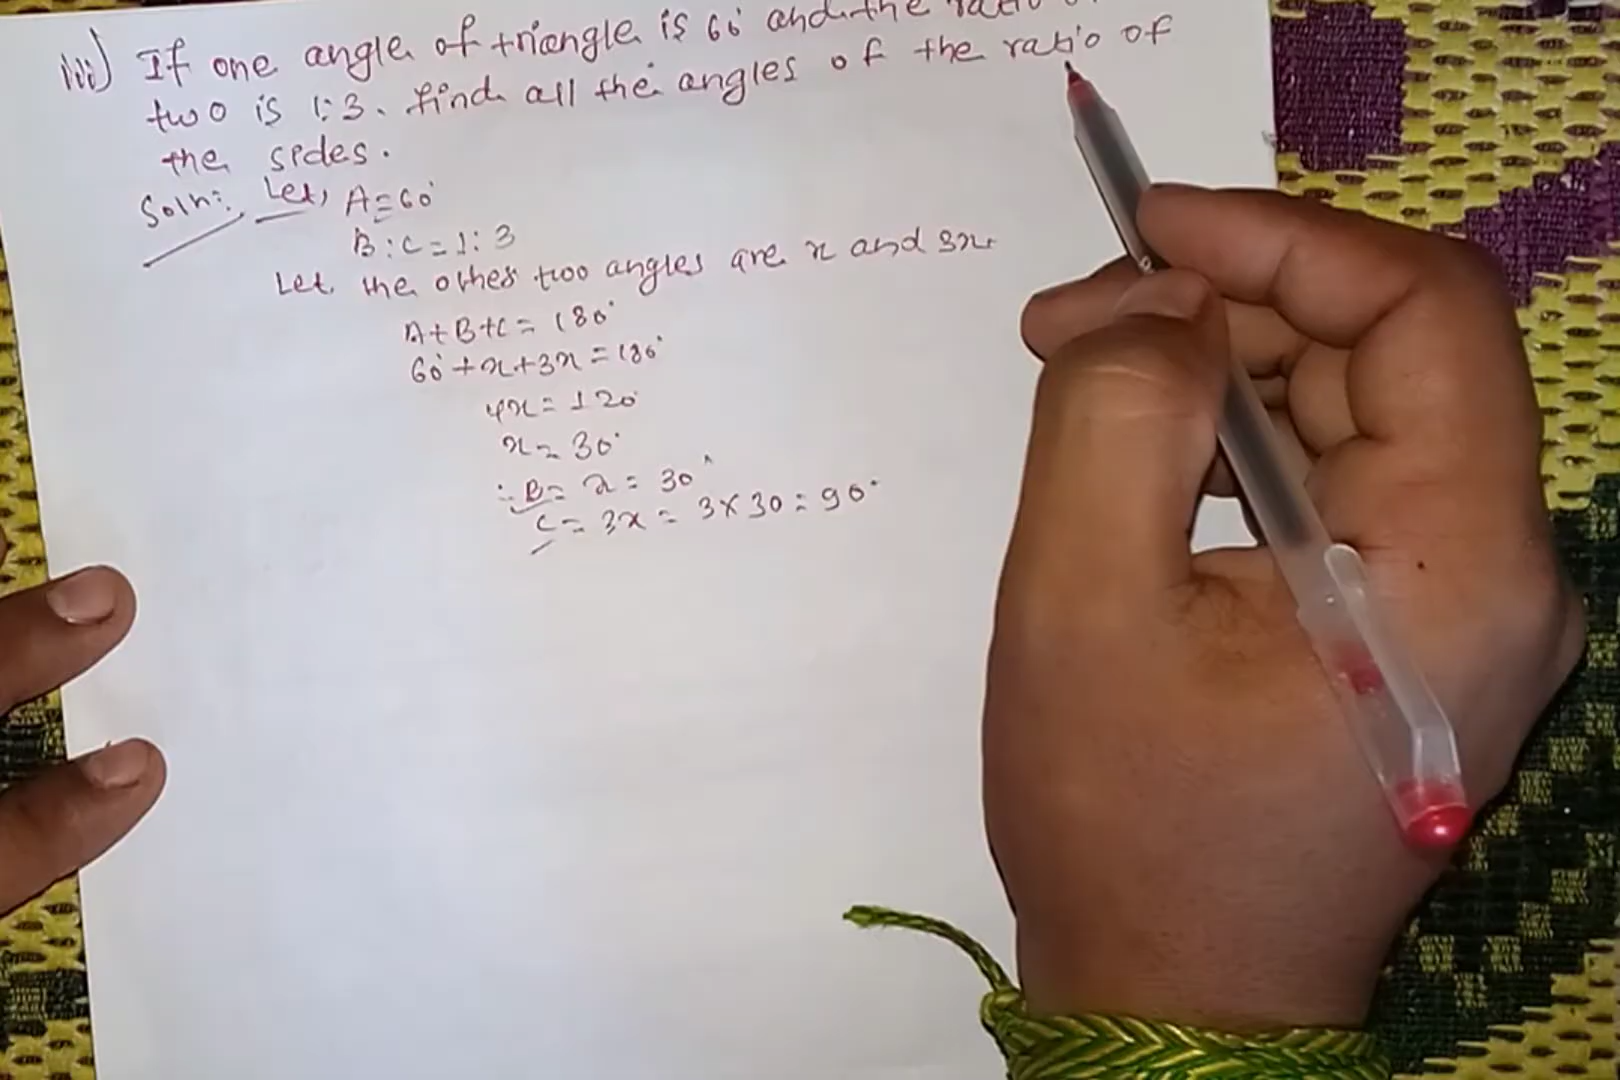 iii) If one angle of triangle is 60° and the ratio
two is 1:3. find all the angles of the ratio of
the sides.
Soln: Let, A=60°
B:C=1:3
Let the other two angles are x and 3x
A+B+C=180°
60°+x+3x=180°
4x=120
x=30°
∴B=x=30°
C=3x=3×30=90°